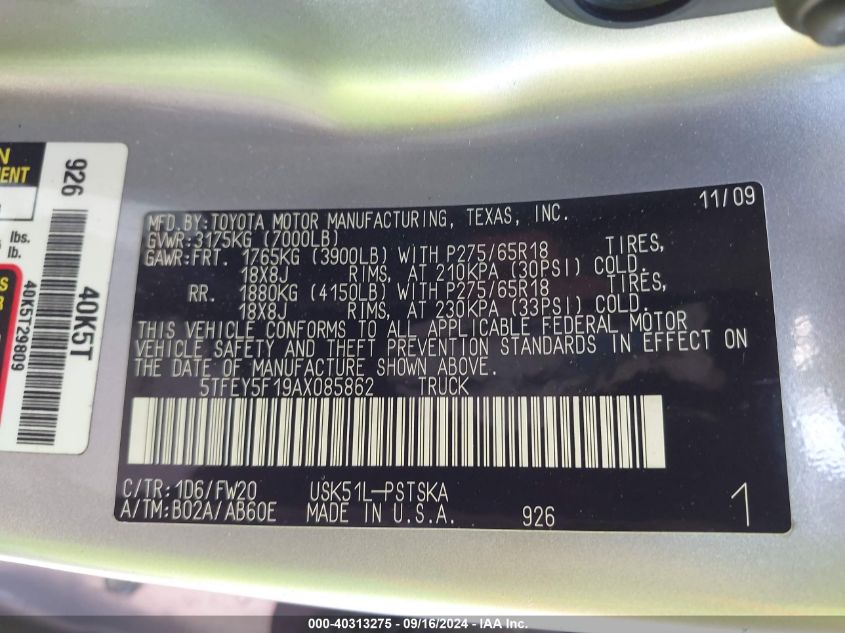 MFD.BY:TOYOTA MOTOR MANUFACTURING, TEXAS, INC. 11/09
GVWR:3175KG (7000LB)
GAWR:FRT. 1765KG (3900LB) WITH P275/65R18 TIRES,
18X8J RIMS, AT 210KPA (30PSI) COLD.
RR. 1880KG (4150LB) WITH P275/65R18 TIRES,
18X8J RIMS, AT 230KPA (33PSI) COLD.
THIS VEHICLE CONFORMS TO ALL APPLICABLE FEDERAL MOTOR
VEHICLE SAFETY AND THEFT PREVENTION STANDARDS IN EFFECT ON
THE DATE OF MANUFACTURE SHOWN ABOVE.
5TFEY5F19AX085862 TRUCK
C/TR:1D6/FW20 USK51L-PSTSKA
A/TM:B02A/AB60E MADE IN U.S.A. 926 1
926
40K5T
40K5T29809
lbs.
lb.
000-40313275 - 09/16/2024 - IAA Inc.